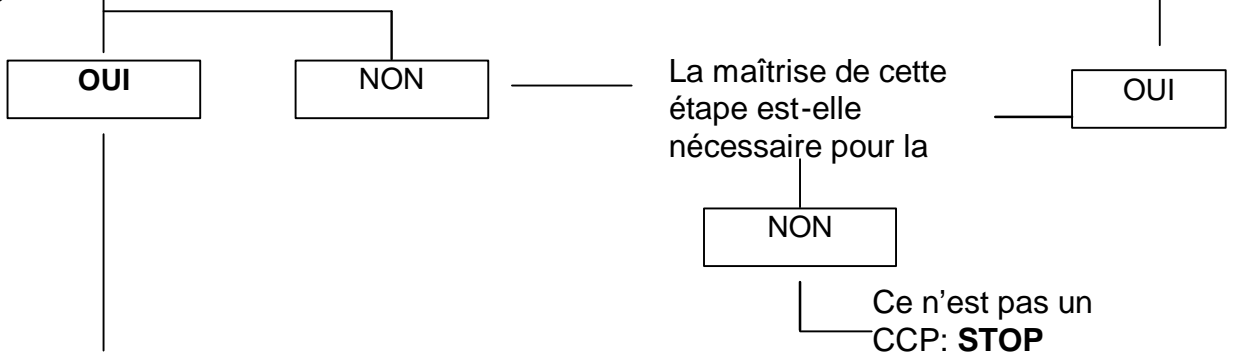 OUI
NON
La maîtrise de cette
étape est-elle
nécessaire pour la
OUI
NON
Ce n’est pas un
CCP: STOP